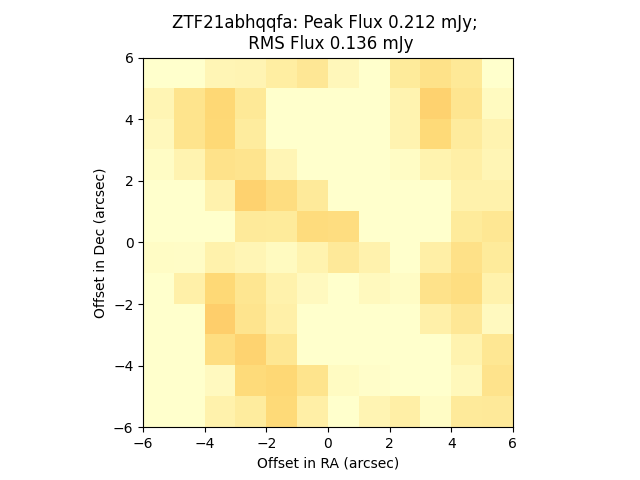 ZTF21abhqqfa: Peak Flux 0.212 mJy;
RMS Flux 0.136 mJy
6
4
2
0
−2
−4
−6
Offset in Dec (arcsec)
−6 −4 −2 0 2 4 6
Offset in RA (arcsec)